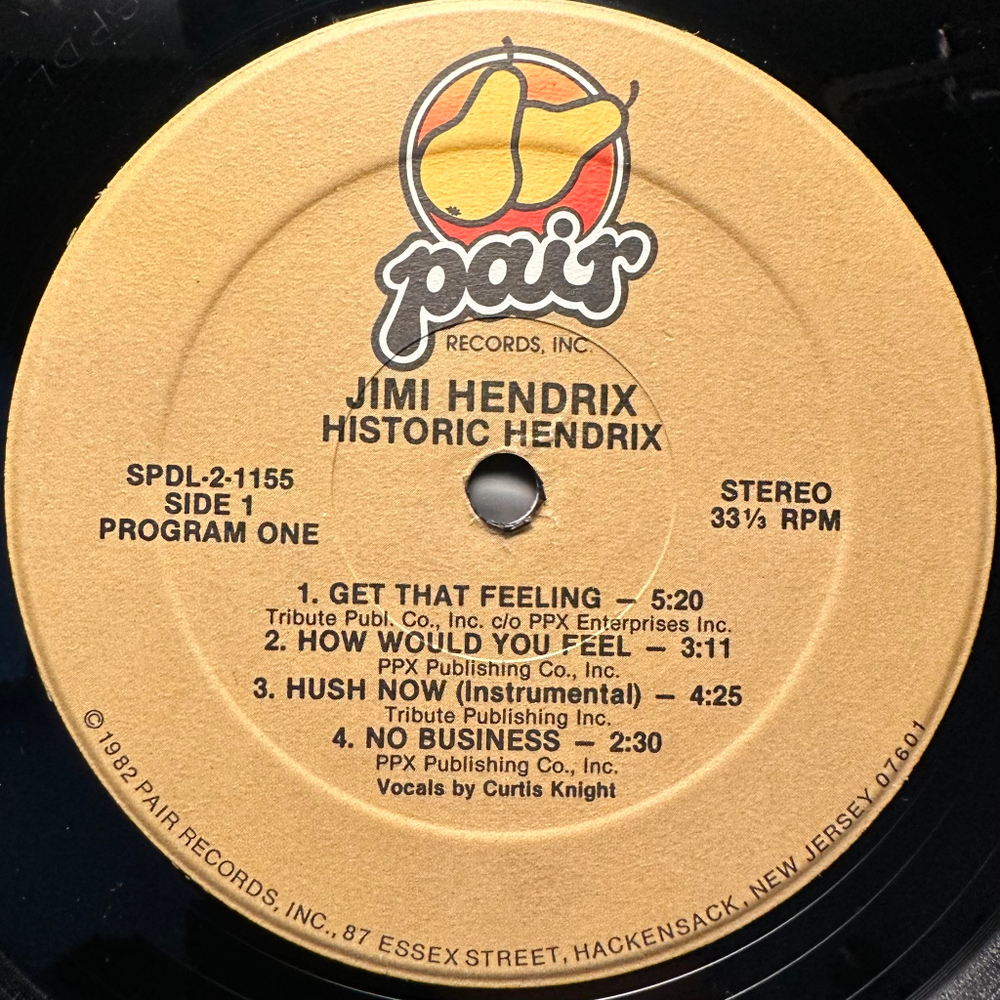 pair
RECORDS, INC.
JIMI HENDRIX
HISTORIC HENDRIX
SPDL-2-1155
SIDE 1
PROGRAM ONE
STEREO
33⅓ RPM
1. GET THAT FEELING — 5:20
Tribute Publ. Co., Inc. c/o PPX Enterprises Inc.
2. HOW WOULD YOU FEEL — 3:11
PPX Publishing Co., Inc.
3. HUSH NOW (Instrumental) — 4:25
Tribute Publishing Inc.
4. NO BUSINESS — 2:30
PPX Publishing Co., Inc.
Vocals by Curtis Knight
© 1982 PAIR RECORDS, INC., 87 ESSEX STREET, HACKENSACK, NEW JERSEY 07601